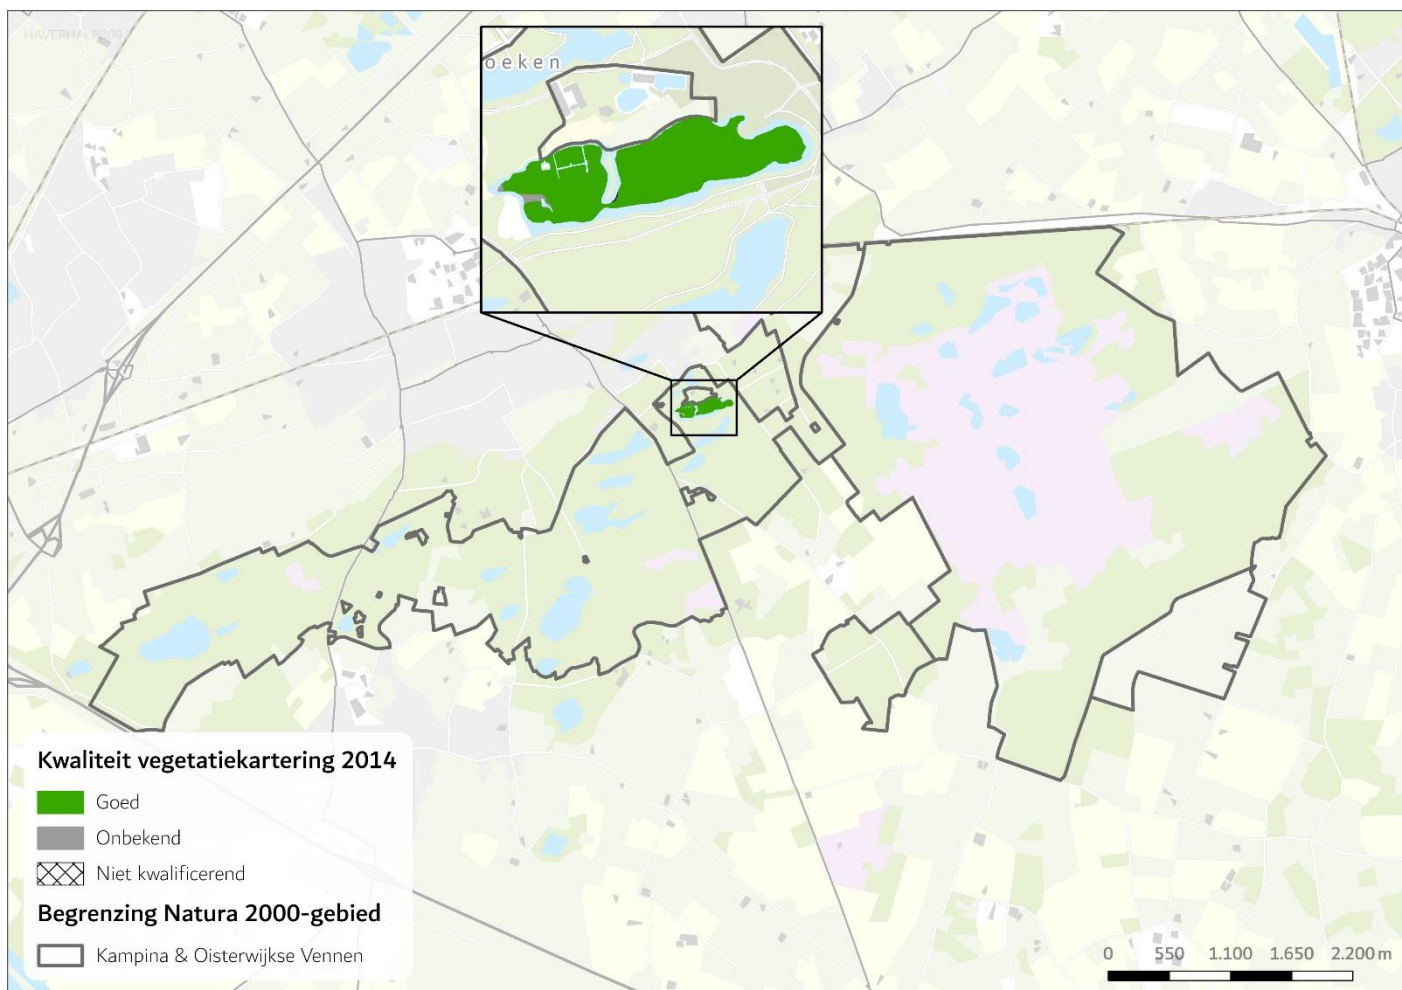 oeken
Kwaliteit vegetatiekartering 2014
Goed
Onbekend
Niet kwalificerend
Begrenzing Natura 2000-gebied
Kampina & Oisterwijkse Vennen
0 550 1.100 1.650 2.200 m